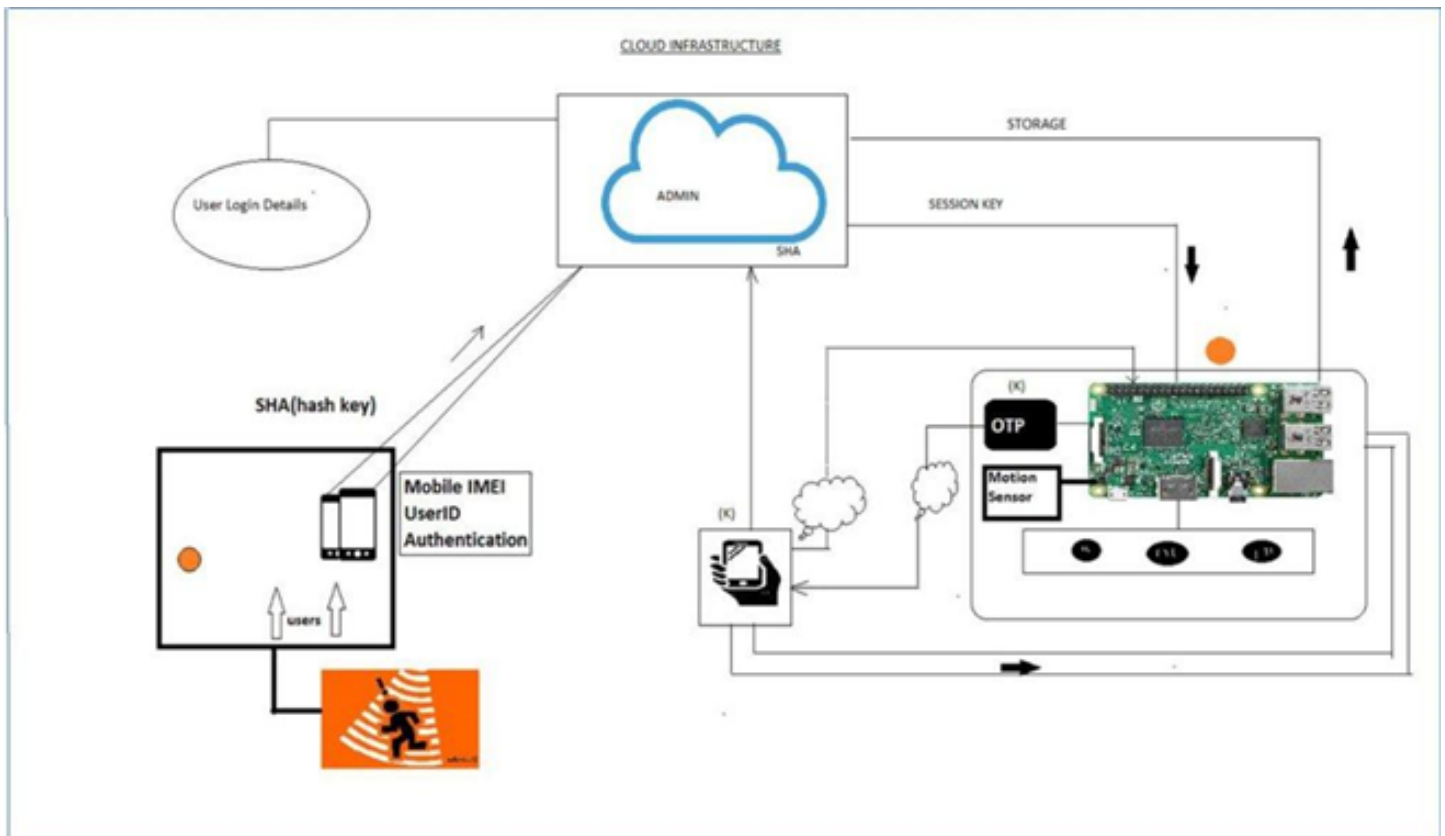 CLOUD INFRASTRUCTURE
STORAGE
User Login Details
ADMIN
SESSION KEY
SHA
SHA(hash key)
(K)
OTP
Motion
Sensor
Mobile IMEI
UserID
Authentication
(K)
users